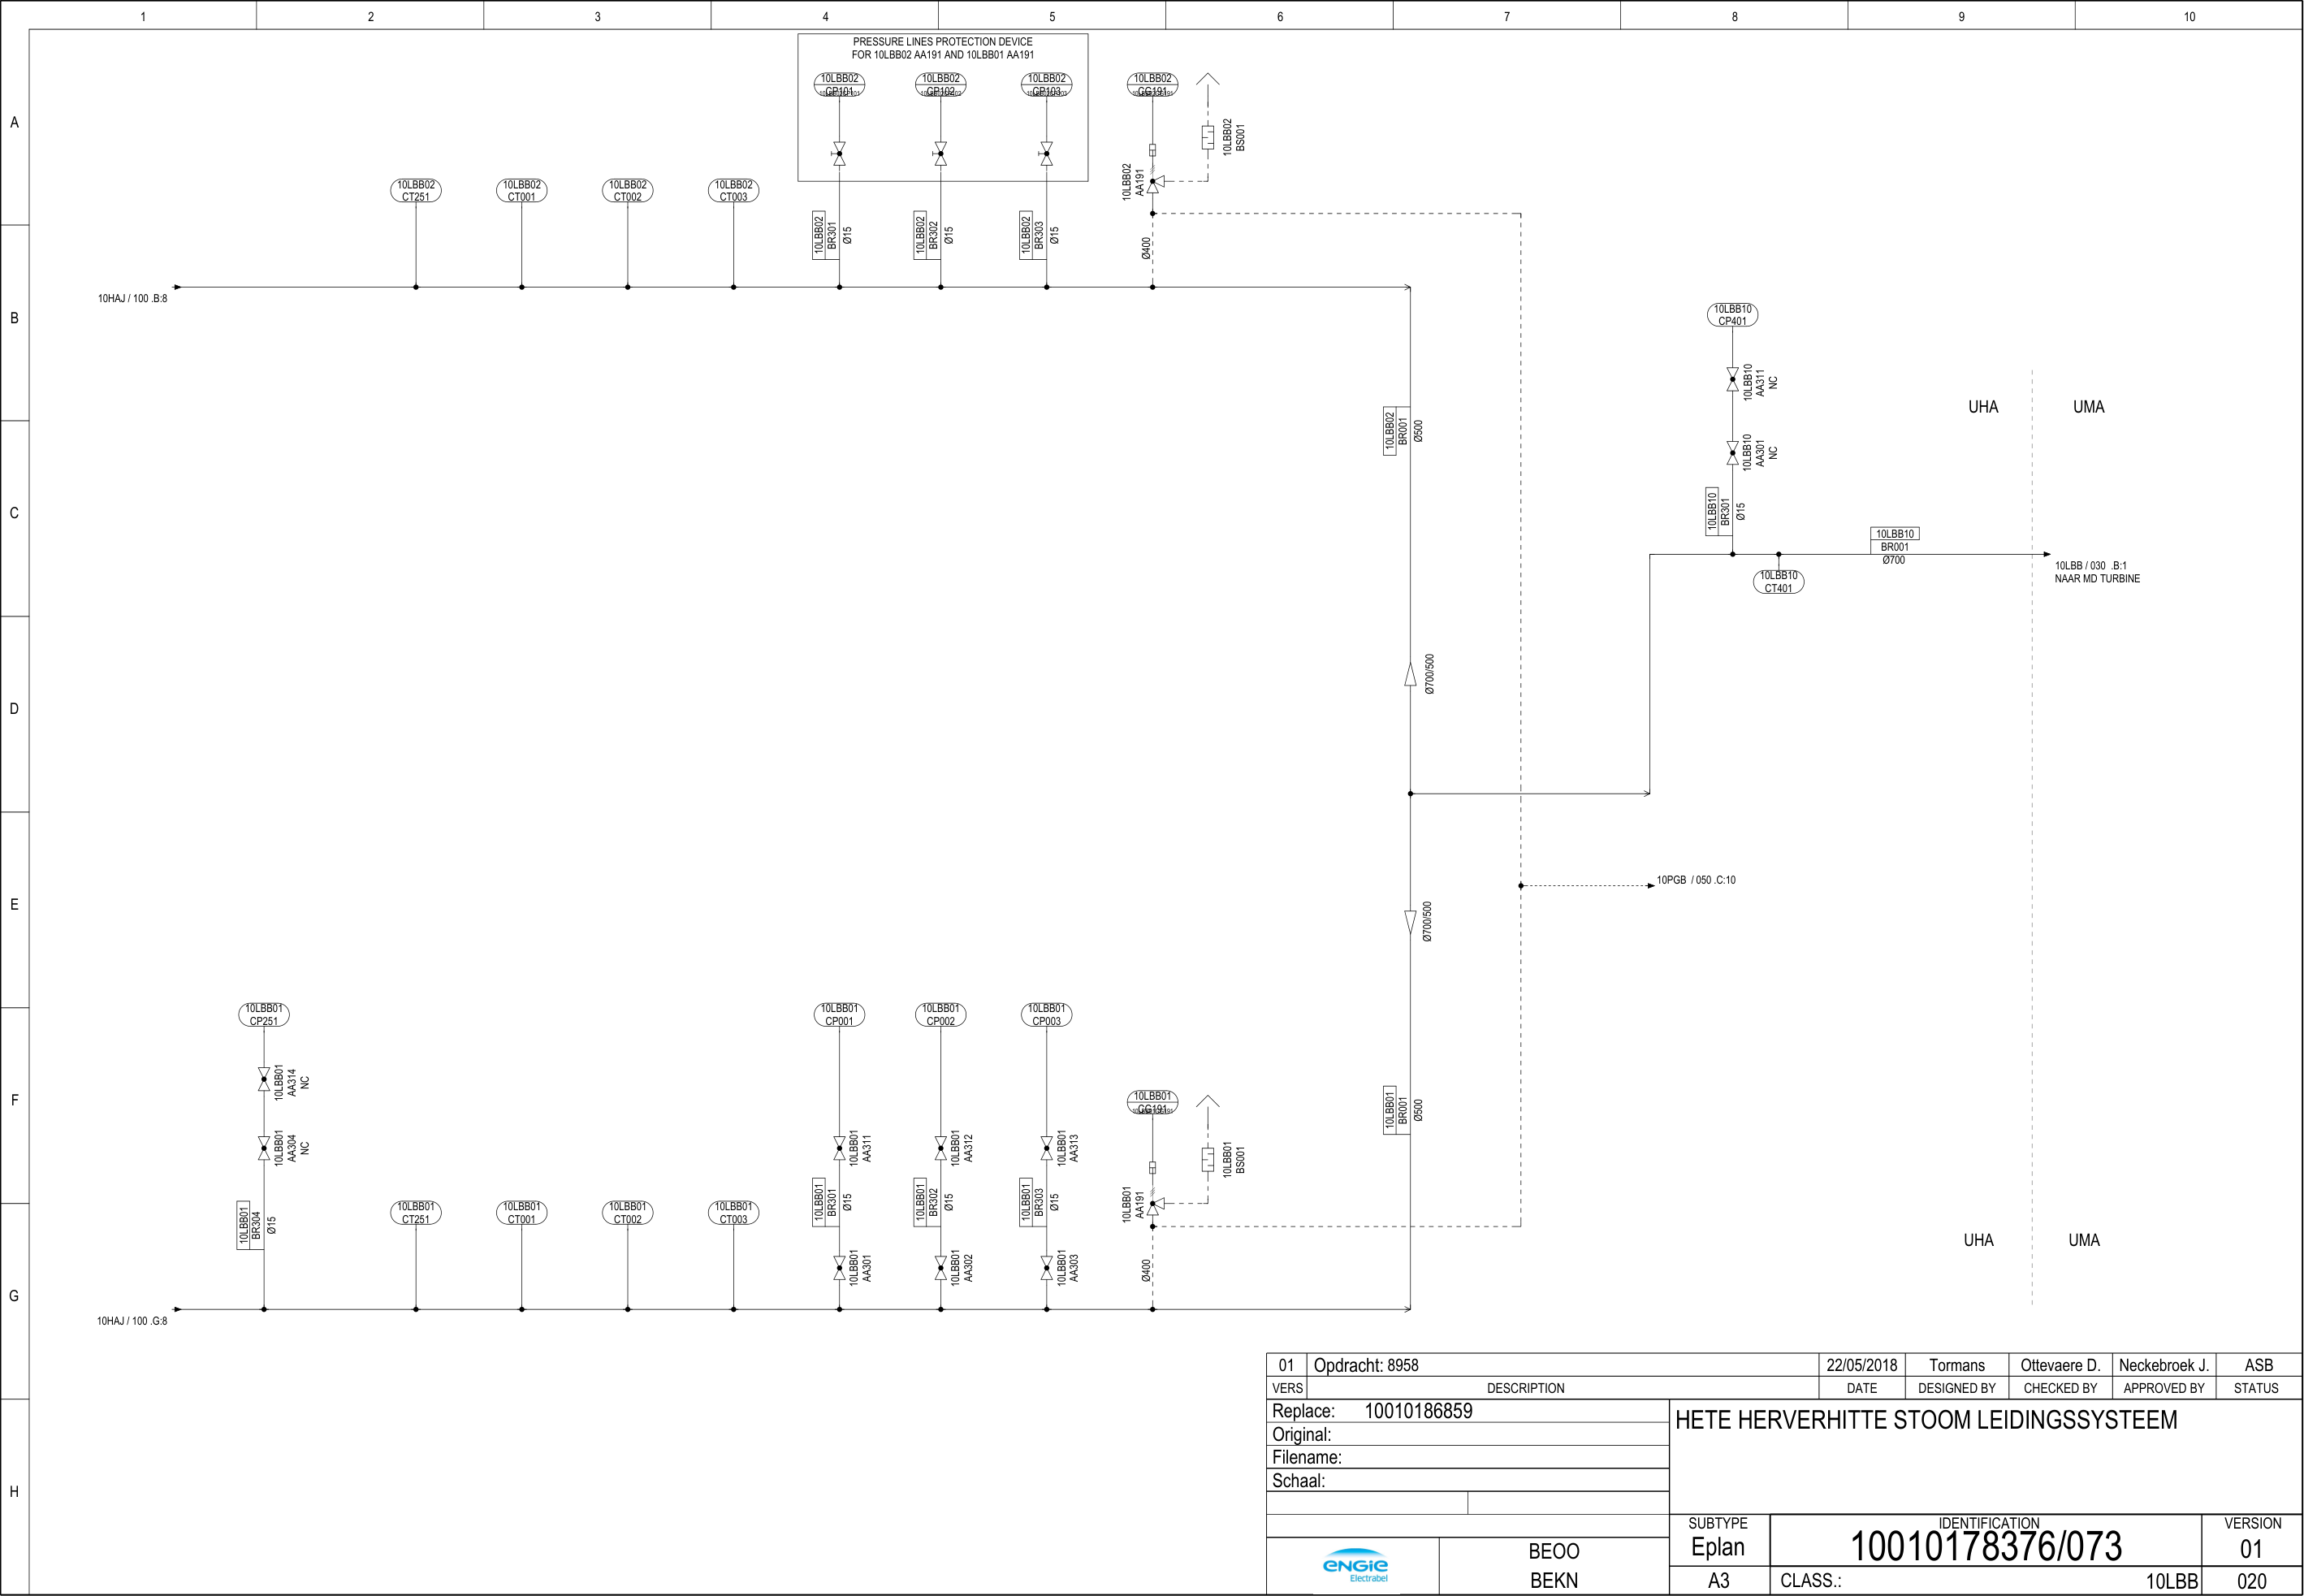 1 2 3 4 5 6 7 8 9 10
A
B
C
D
E
F
G
H
PRESSURE LINES PROTECTION DEVICE
FOR 10LBB02 AA191 AND 10LBB01 AA191
10LBB02
CP101
10LBB02
CP102
10LBB02
CP103
10LBB02
CG191
10LBB02
BS001
10LBB02
AA191
10LBB02
CT251
10LBB02
CT001
10LBB02
CT002
10LBB02
CT003
10LBB02
BR301
Ø15
10LBB02
BR302
Ø15
10LBB02
BR303
Ø15
Ø400
10HAJ / 100 .B:8
10LBB10
CP401
10LBB10
AA311
NC
10LBB10
AA301
NC
10LBB10
BR301
Ø15
UHA
UMA
10LBB02
BR001
Ø500
10LBB10
BR001
Ø700
10LBB10
CT401
10LBB / 030 .B:1
NAAR MD TURBINE
Ø700/500
10PGB / 050 .C:10
Ø700/500
10LBB01
CP251
10LBB01
AA314
NC
10LBB01
AA304
NC
10LBB01
BR304
Ø15
10LBB01
CT251
10LBB01
CT001
10LBB01
CT002
10LBB01
CT003
10LBB01
CP001
10LBB01
CP002
10LBB01
CP003
10LBB01
AA311
10LBB01
AA312
10LBB01
AA313
10LBB01
BR301
Ø15
10LBB01
BR302
Ø15
10LBB01
BR303
Ø15
10LBB01
AA301
10LBB01
AA302
10LBB01
AA303
10LBB01
CG191
10LBB01
BS001
10LBB01
AA191
Ø400
10LBB01
BR001
Ø500
UHA
UMA
10HAJ / 100 .G:8
01 Opdracht: 8958 22/05/2018 Tormans Ottevaere D. Neckebroek J. ASB
VERS DESCRIPTION DATE DESIGNED BY CHECKED BY APPROVED BY STATUS
Replace: 10010186859
Original:
Filename:
Schaal:
HETE HERVERHITTE STOOM LEIDINGSSYSTEEM
ENGIE
Electrabel
BEOO
BEKN
SUBTYPE
Eplan
A3
IDENTIFICATION
10010178376/073
CLASS.: 10LBB
VERSION
01
020